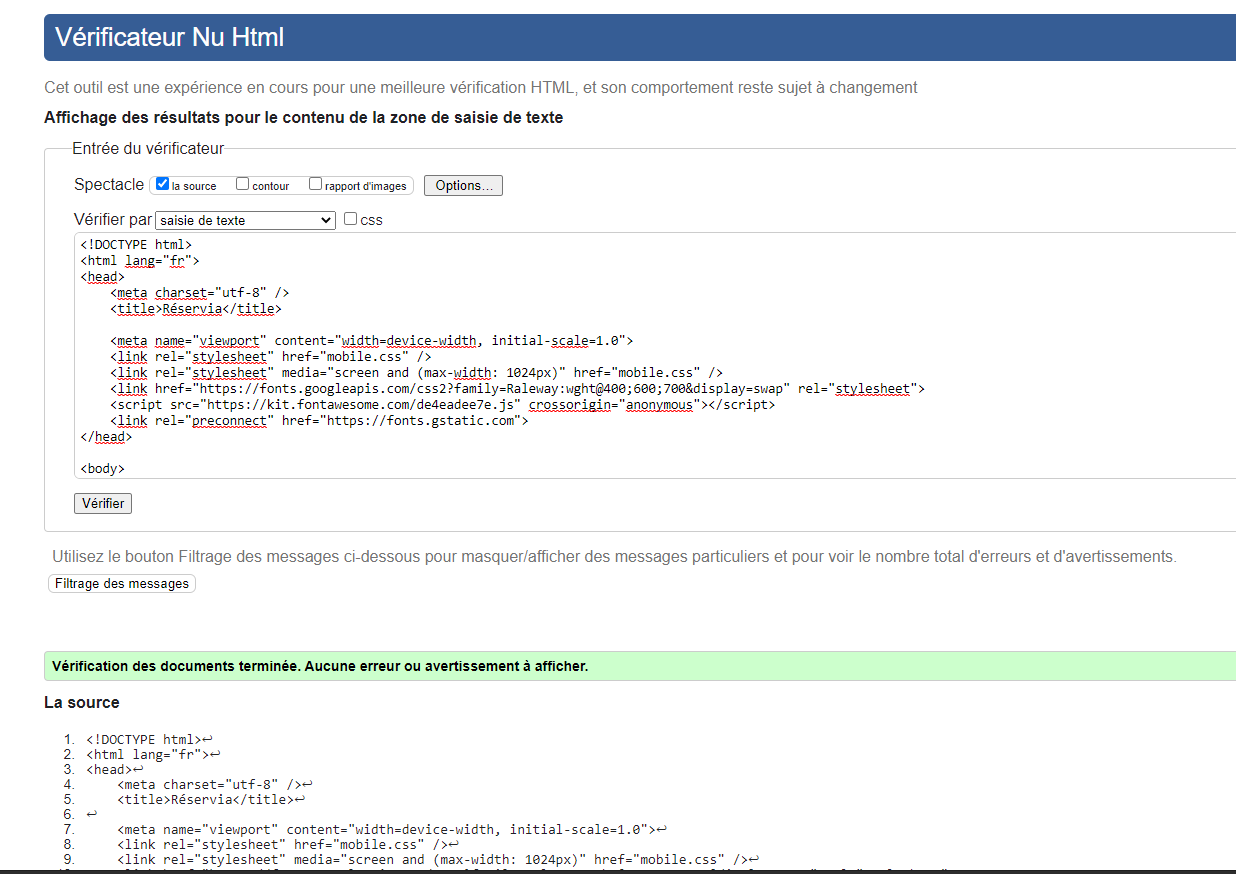 Vérificateur Nu Html
Cet outil est une expérience en cours pour une meilleure vérification HTML, et son comportement reste sujet à changement
Affichage des résultats pour le contenu de la zone de saisie de texte
Entrée du vérificateur
Spectacle la source contour rapport d'images Options...
Vérifier par saisie de texte css
<!DOCTYPE html>
<html lang="fr">
<head>
    <meta charset="utf-8" />
    <title>Réservia</title>
    <meta name="viewport" content="width=device-width, initial-scale=1.0">
    <link rel="stylesheet" href="mobile.css" />
    <link rel="stylesheet" media="screen and (max-width: 1024px)" href="mobile.css" />
    <link href="https://fonts.googleapis.com/css2?family=Raleway:wght@400;600;700&display=swap" rel="stylesheet">
    <script src="https://kit.fontawesome.com/de4eadee7e.js" crossorigin="anonymous"></script>
    <link rel="preconnect" href="https://fonts.gstatic.com">
</head>
<body>
Vérifier
Utilisez le bouton Filtrage des messages ci-dessous pour masquer/afficher des messages particuliers et pour voir le nombre total d'erreurs et d'avertissements.
Filtrage des messages
Vérification des documents terminée. Aucune erreur ou avertissement à afficher.
La source
1. <!DOCTYPE html>↩
2. <html lang="fr">↩
3. <head>↩
4.     <meta charset="utf-8" />↩
5.     <title>Réservia</title>↩
6. ↩
7.     <meta name="viewport" content="width=device-width, initial-scale=1.0">↩
8.     <link rel="stylesheet" href="mobile.css" />↩
9.     <link rel="stylesheet" media="screen and (max-width: 1024px)" href="mobile.css" />↩